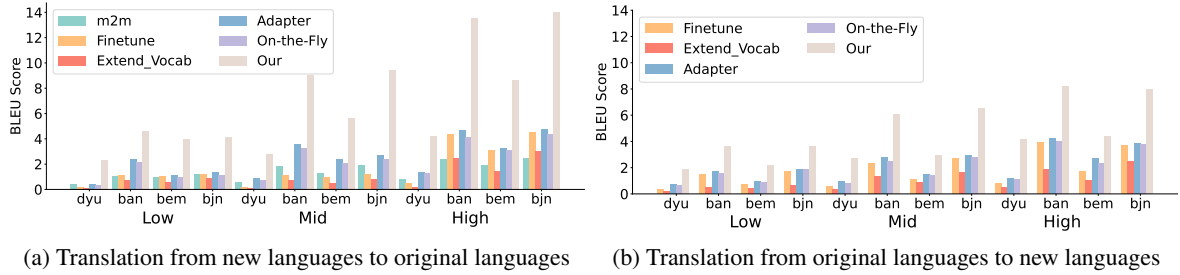 14
12
10
8
6
4
2
0
BLEU Score
m2m
Finetune
Extend_Vocab
Adapter
On-the-Fly
Our
dyu ban bem bjn dyu ban bem bjn dyu ban bem bjn
Low Mid High
(a) Translation from new languages to original languages
14
12
10
8
6
4
2
0
BLEU Score
Finetune
Extend_Vocab
Adapter
On-the-Fly
Our
dyu ban bem bjn dyu ban bem bjn dyu ban bem bjn
Low Mid High
(b) Translation from original languages to new languages